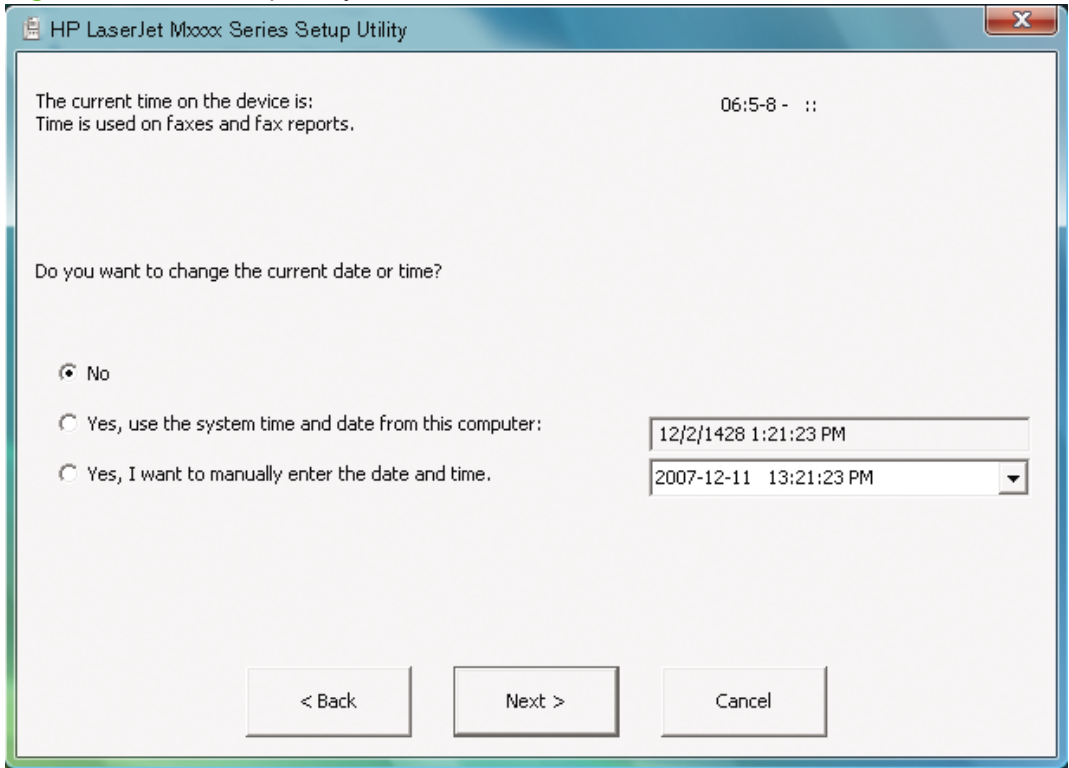 HP LaserJet Mxxxx Series Setup Utility
The current time on the device is:
06:5-8 - ::
Time is used on faxes and fax reports.
Do you want to change the current date or time?
No
Yes, use the system time and date from this computer:
12/2/1428 1:21:23 PM
Yes, I want to manually enter the date and time.
2007-12-11 13:21:23 PM
< Back
Next >
Cancel